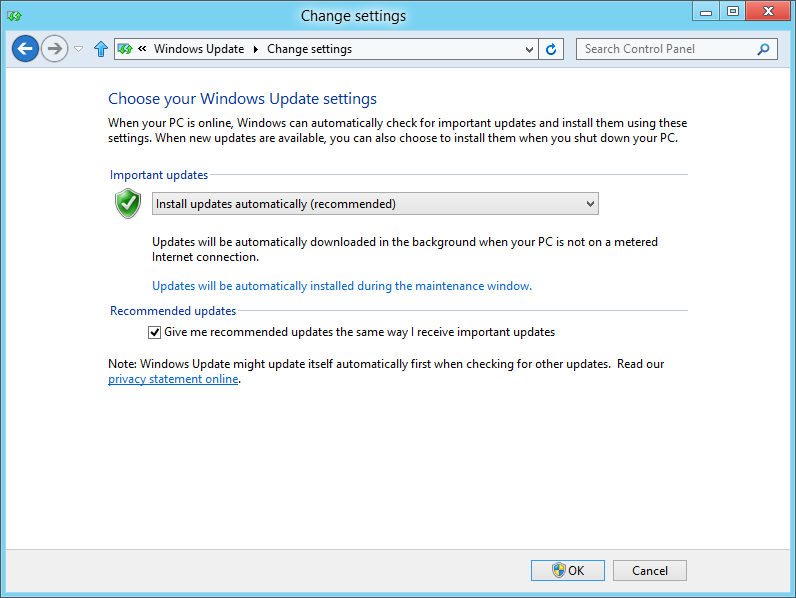 Change settings
« Windows Update Change settings
Search Control Panel
Choose your Windows Update settings
When your PC is online, Windows can automatically check for important updates and install them using these
settings. When new updates are available, you can also choose to install them when you shut down your PC.
Important updates
Install updates automatically (recommended)
Updates will be automatically downloaded in the background when your PC is not on a metered
Internet connection.
Updates will be automatically installed during the maintenance window.
Recommended updates
Give me recommended updates the same way I receive important updates
Note: Windows Update might update itself automatically first when checking for other updates. Read our
privacy statement online.
OK
Cancel